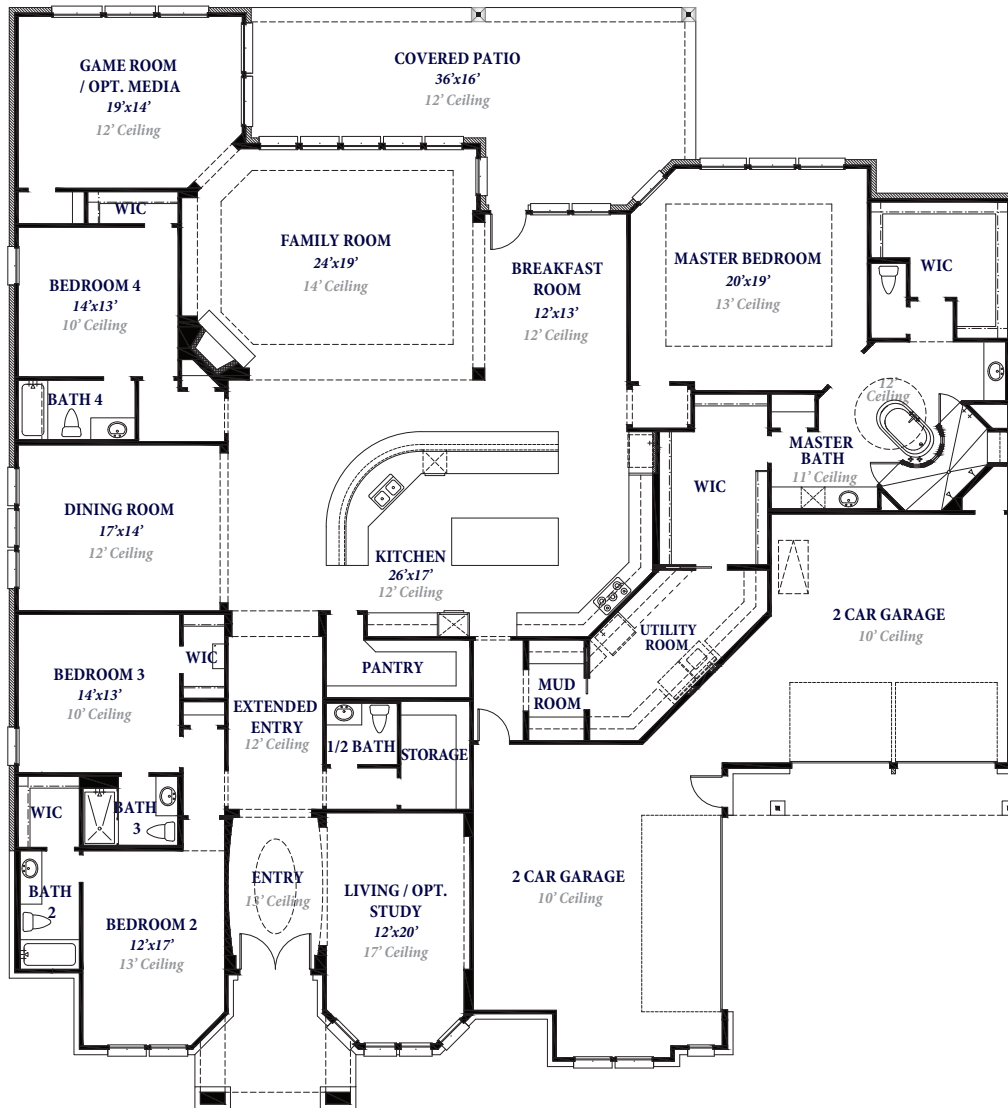 GAME ROOM
/ OPT. MEDIA
19’x14’
12’ Ceiling
COVERED PATIO
36’x16’
12’ Ceiling
WIC
FAMILY ROOM
24’x19’
14’ Ceiling
BREAKFAST
ROOM
12’x13’
12’ Ceiling
MASTER BEDROOM
20’x19’
13’ Ceiling
WIC
BEDROOM 4
14’x13’
10’ Ceiling
BATH 4
12’
Ceiling
MASTER
BATH
11’ Ceiling
WIC
DINING ROOM
17’x14’
12’ Ceiling
KITCHEN
26’x17’
12’ Ceiling
2 CAR GARAGE
10’ Ceiling
UTILITY
ROOM
PANTRY
MUD
ROOM
BEDROOM 3
14’x13’
10’ Ceiling
WIC
EXTENDED
ENTRY
12’ Ceiling
1/2 BATH
STORAGE
WIC
BATH
3
BATH
2
BEDROOM 2
12’x17’
13’ Ceiling
ENTRY
13’ Ceiling
LIVING / OPT.
STUDY
12’x20’
17’ Ceiling
2 CAR GARAGE
10’ Ceiling